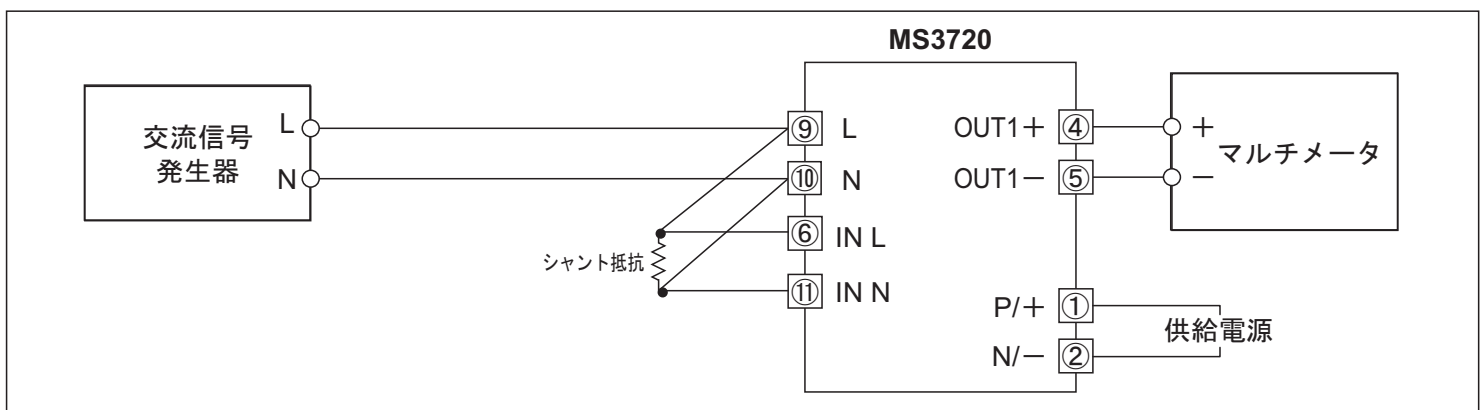 MS3720
交流信号
発生器
L
N
⑨ L
⑩ N
⑥ IN L
⑪ IN N
シャント抵抗
OUT1＋ ④
OUT1－ ⑤
P/＋ ①
N/－ ②
＋
－
マルチメータ
供給電源